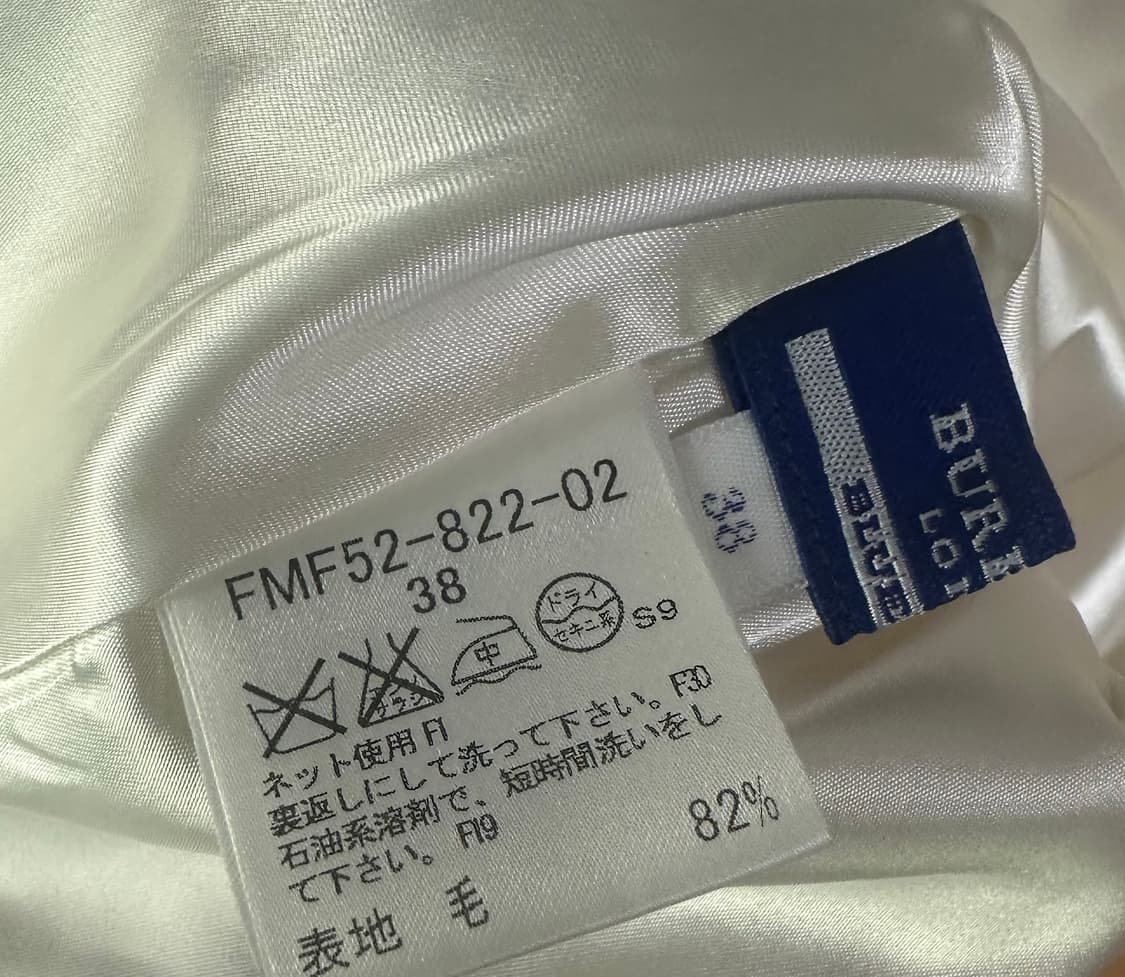 FMF52-822-02
38
中 ドライ セキユ系 S9
ネット使用 F1
裏返しにして洗って下さい。 F30
石油系溶剤で、短時間洗いをし
て下さい。 F19
表地 毛 82%
38
BUR
LO